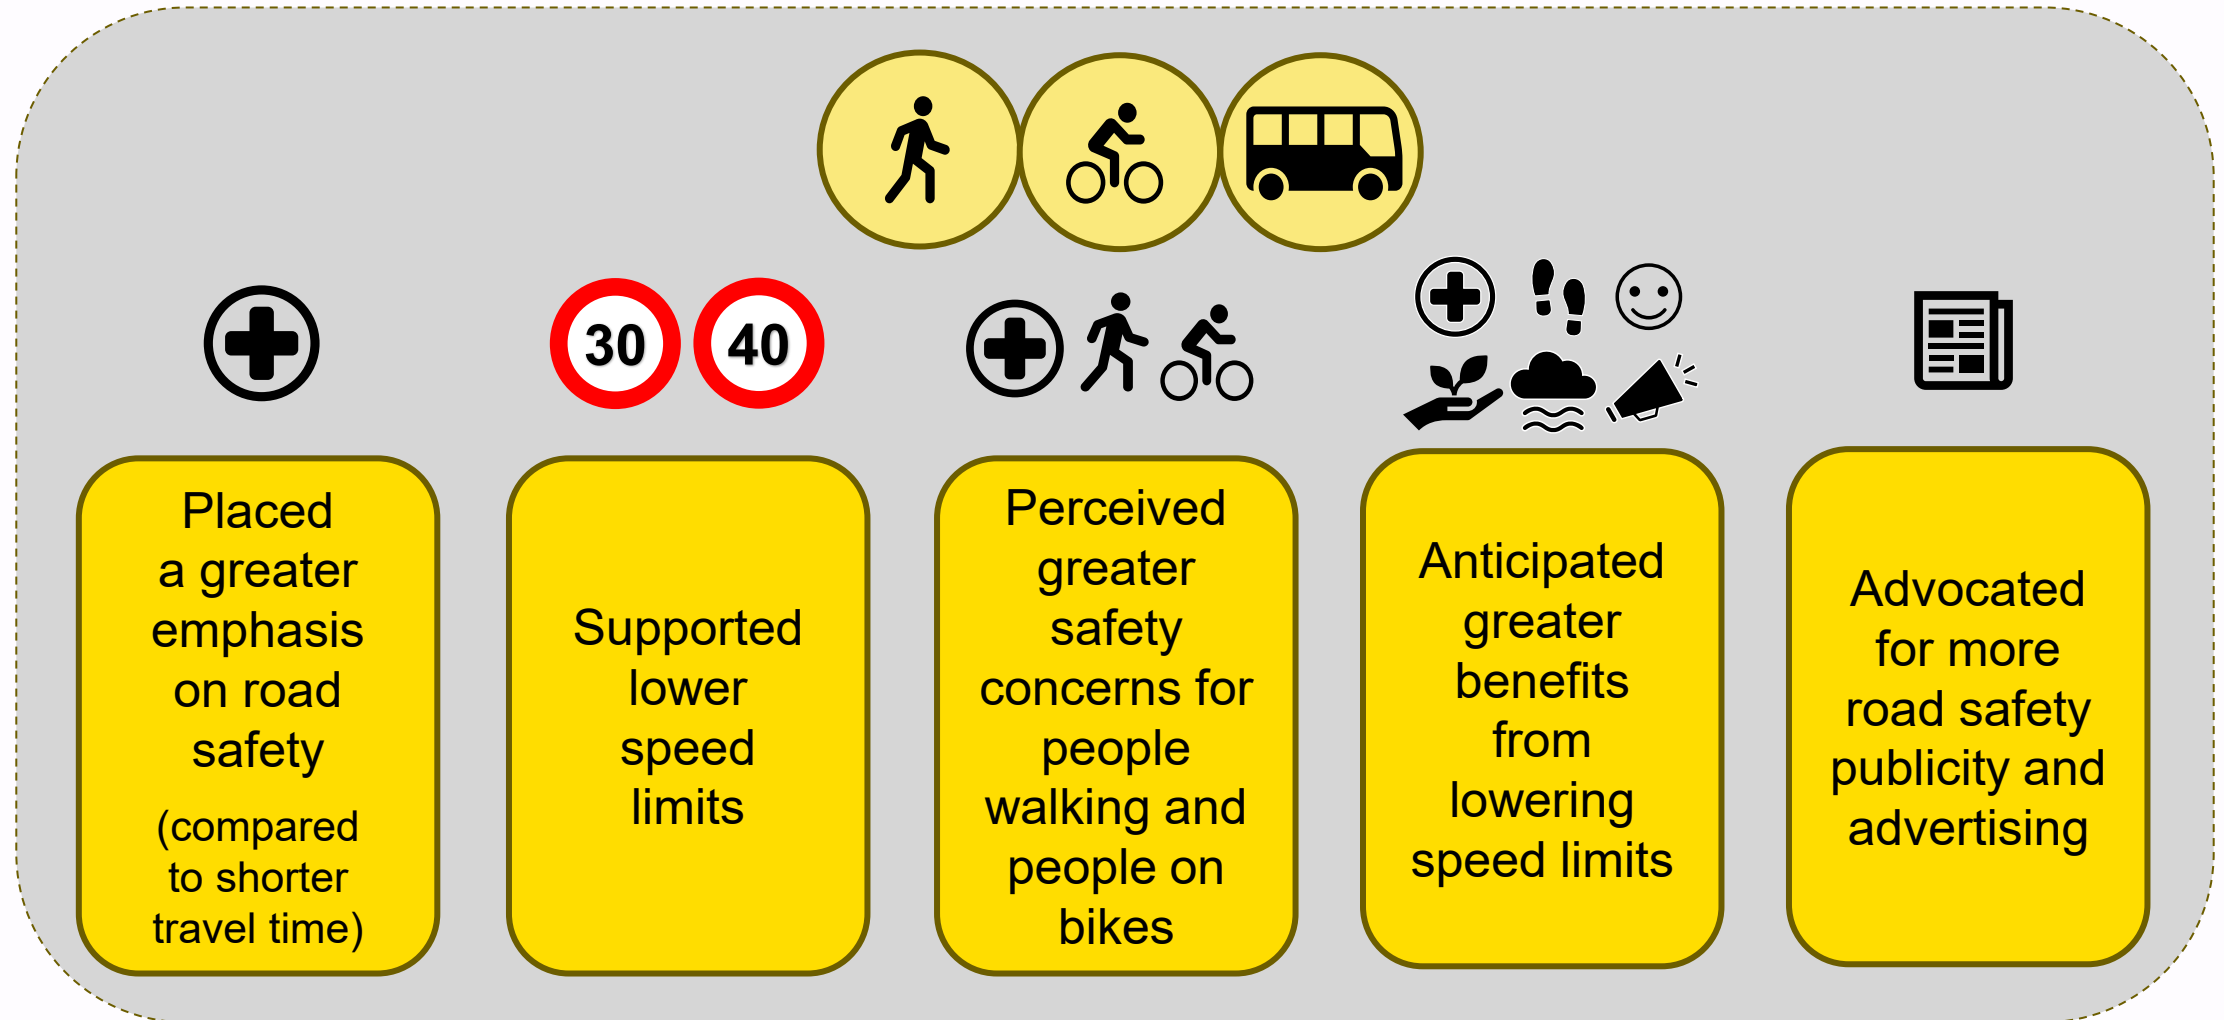 30
40
Placed
a greater
emphasis
on road
safety
(compared
to shorter
travel time)
Supported
lower
speed
limits
Perceived
greater
safety
concerns for
people
walking and
people on
bikes
Anticipated
greater
benefits
from
lowering
speed limits
Advocated
for more
road safety
publicity and
advertising